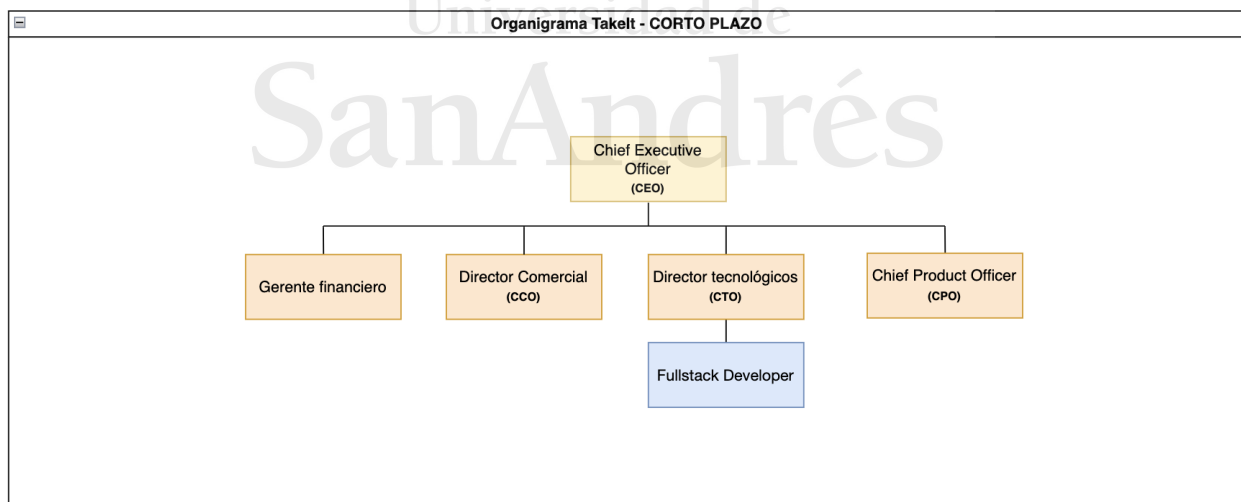 Universidad de
Organigrama TakeIt - CORTO PLAZO
SanAndrés
Chief Executive
Officer
(CEO)
Gerente financiero
Director Comercial
(CCO)
Director tecnológicos
(CTO)
Chief Product Officer
(CPO)
Fullstack Developer